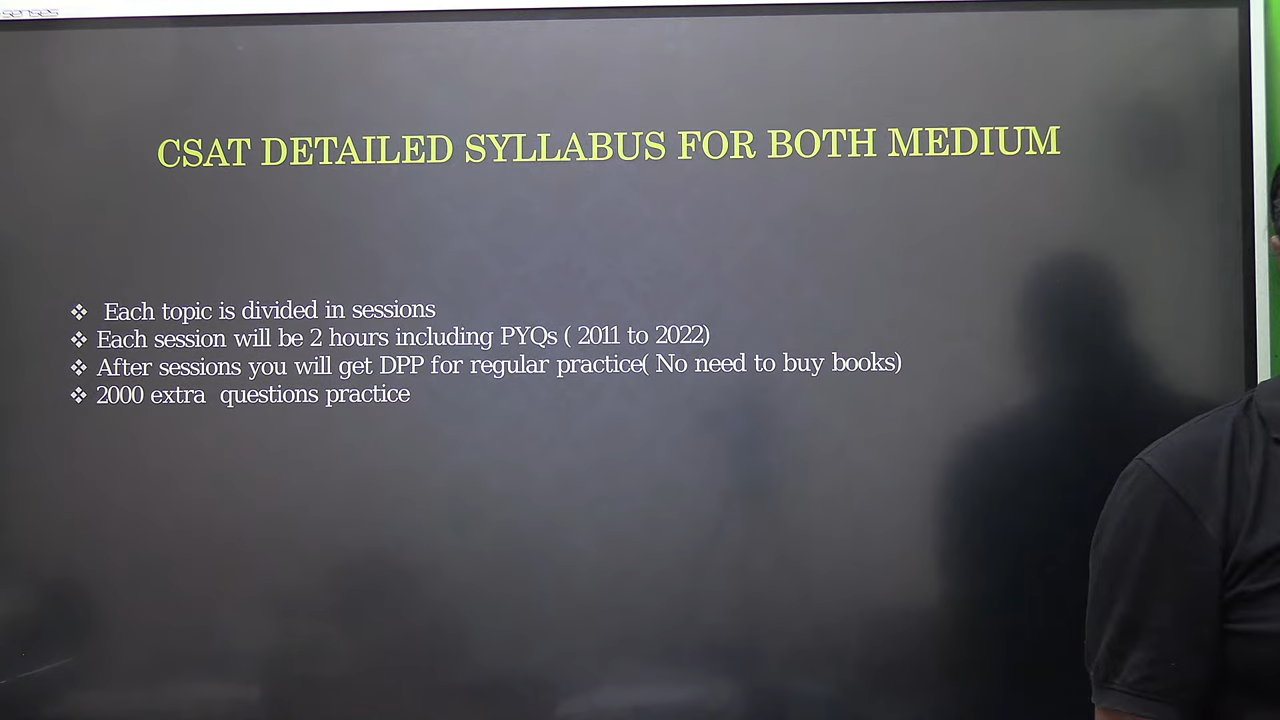 CSAT DETAILED SYLLABUS FOR BOTH MEDIUM
❖ Each topic is divided in sessions
❖ Each session will be 2 hours including PYQs ( 2011 to 2022)
❖ After sessions you will get DPP for regular practice( No need to buy books)
❖ 2000 extra questions practice